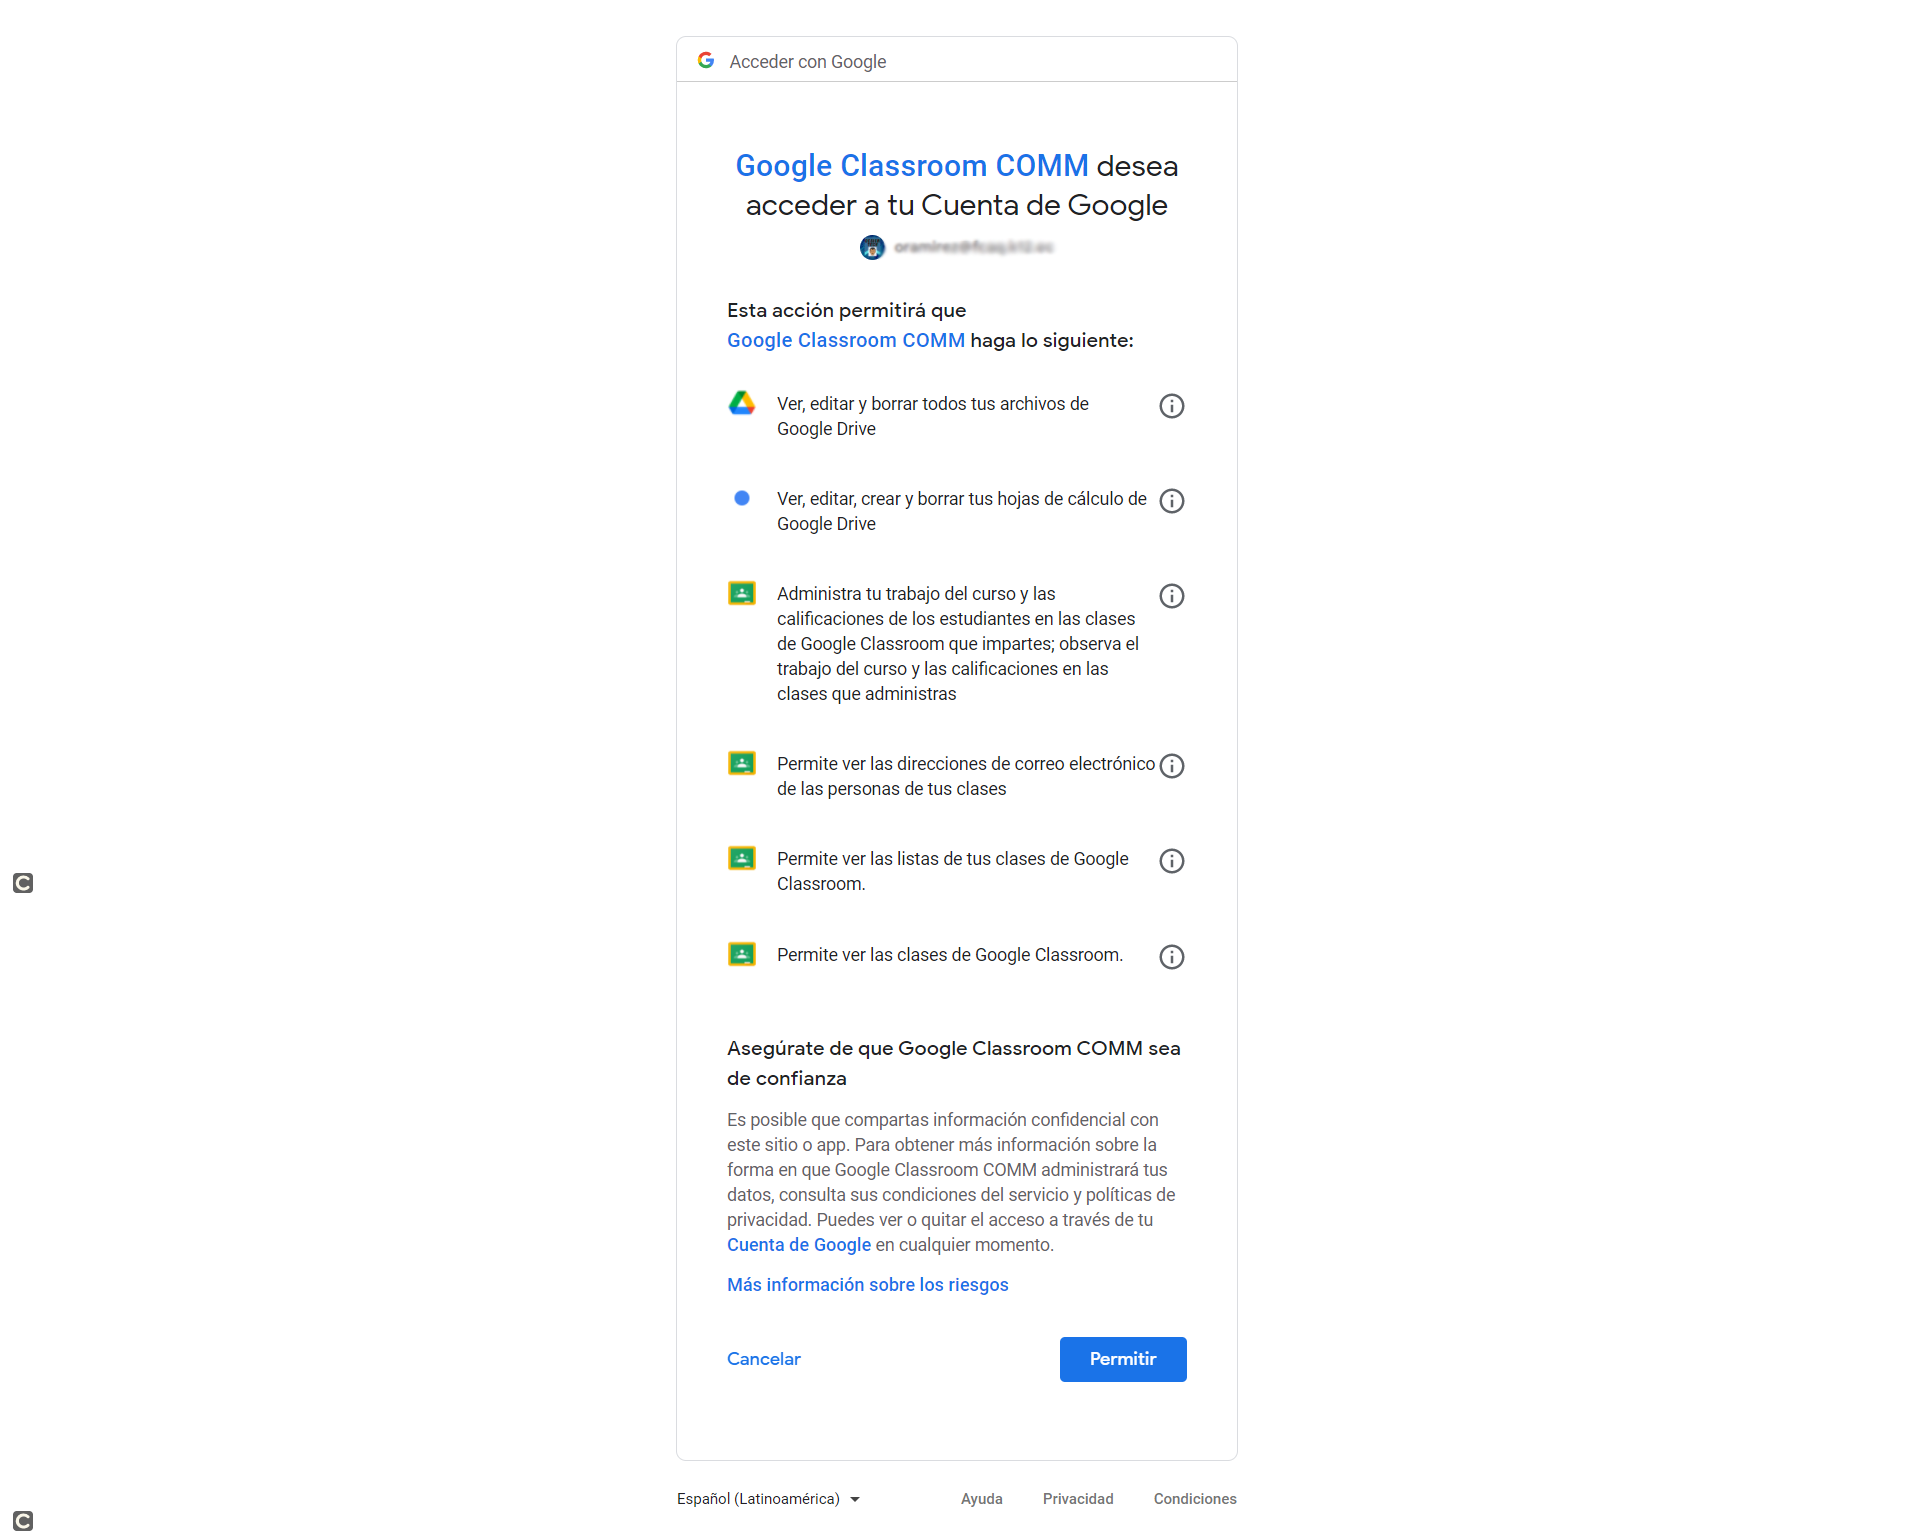 Acceder con Google
Google Classroom COMM desea
acceder a tu Cuenta de Google
Esta acción permitirá que
Google Classroom COMM haga lo siguiente:
Ver, editar y borrar todos tus archivos de
Google Drive
Ver, editar, crear y borrar tus hojas de cálculo de
Google Drive
Administra tu trabajo del curso y las
calificaciones de los estudiantes en las clases
de Google Classroom que impartes; observa el
trabajo del curso y las calificaciones en las
clases que administras
Permite ver las direcciones de correo electrónico
de las personas de tus clases
Permite ver las listas de tus clases de Google
Classroom.
Permite ver las clases de Google Classroom.
Asegúrate de que Google Classroom COMM sea
de confianza
Es posible que compartas información confidencial con
este sitio o app. Para obtener más información sobre la
forma en que Google Classroom COMM administrará tus
datos, consulta sus condiciones del servicio y políticas de
privacidad. Puedes ver o quitar el acceso a través de tu
Cuenta de Google en cualquier momento.
Más información sobre los riesgos
Cancelar
Permitir
Español (Latinoamérica)
Ayuda
Privacidad
Condiciones